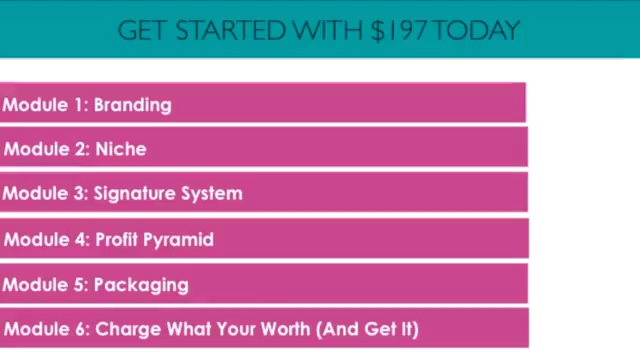 GET STARTED WITH $197 TODAY
Module 1: Branding
Module 2: Niche
Module 3: Signature System
Module 4: Profit Pyramid
Module 5: Packaging
Module 6: Charge What Your Worth (And Get It)